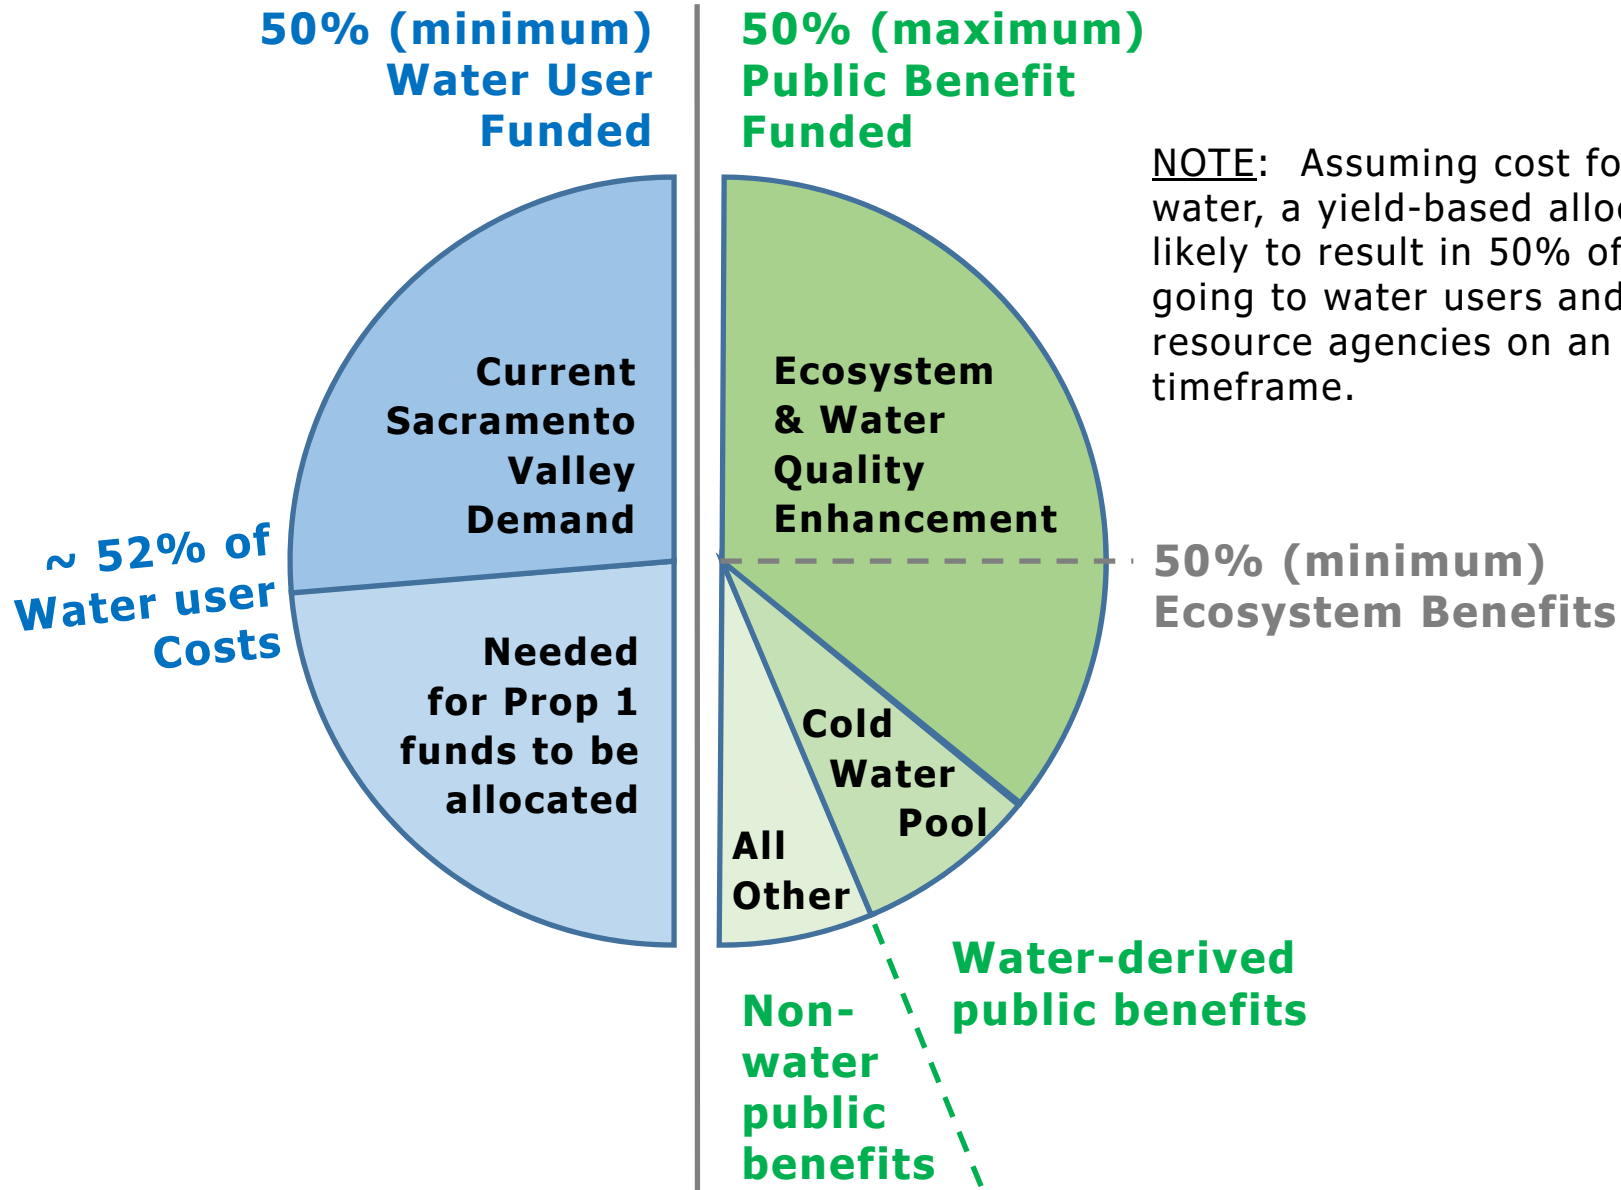 50% (minimum)
Water User
Funded
50% (maximum)
Public Benefit
Funded
NOTE: Assuming cost fo
water, a yield-based alloc
likely to result in 50% of
going to water users and
resource agencies on an
timeframe.
Current
Sacramento
Valley
Demand
Ecosystem
& Water
Quality
Enhancement
~ 52% of
Water user
Costs
50% (minimum)
Ecosystem Benefits
Needed
for Prop 1
funds to be
allocated
Cold
Water
Pool
All
Other
Water-derived
public benefits
Non-
water
public
benefits